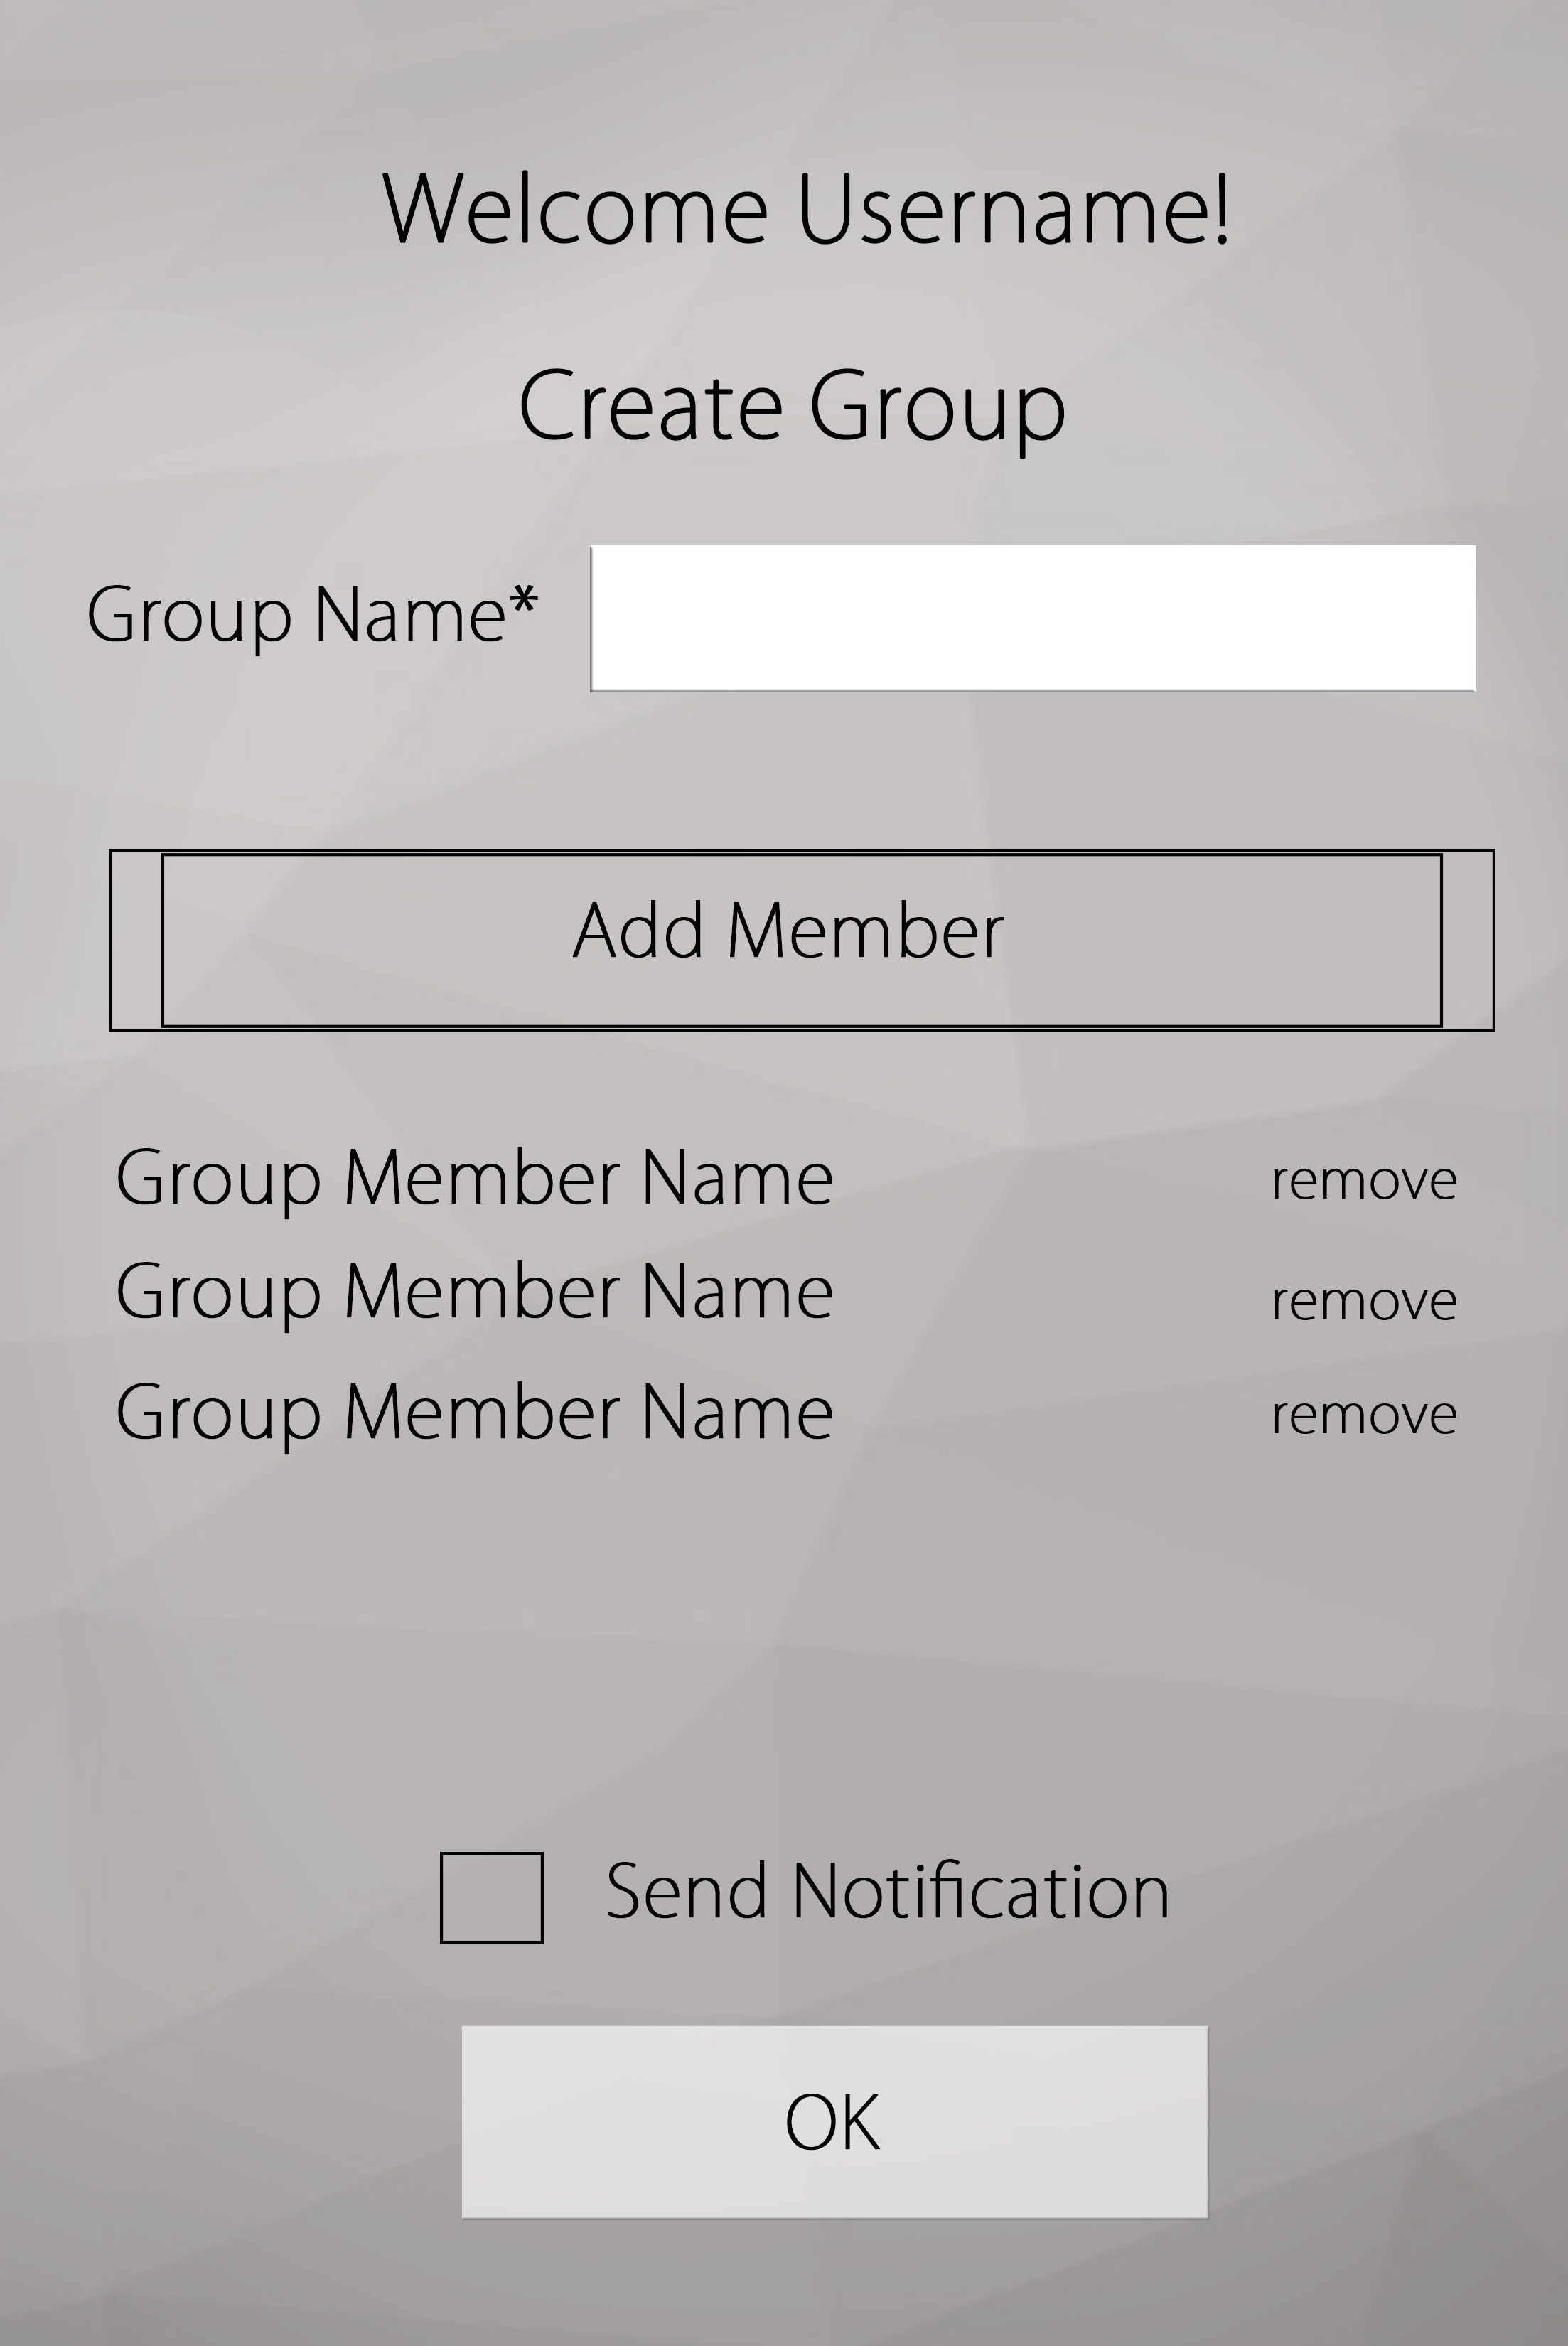 Welcome Username!
Create Group
Group Name*
Add Member
Group Member Name remove
Group Member Name remove
Group Member Name remove
Send Notification
OK